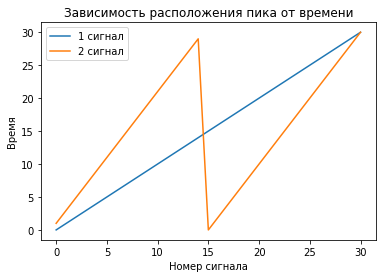 Зависимость расположения пика от времени
1 сигнал
2 сигнал
Время
30
25
20
15
10
5
0
0 5 10 15 20 25 30
Номер сигнала